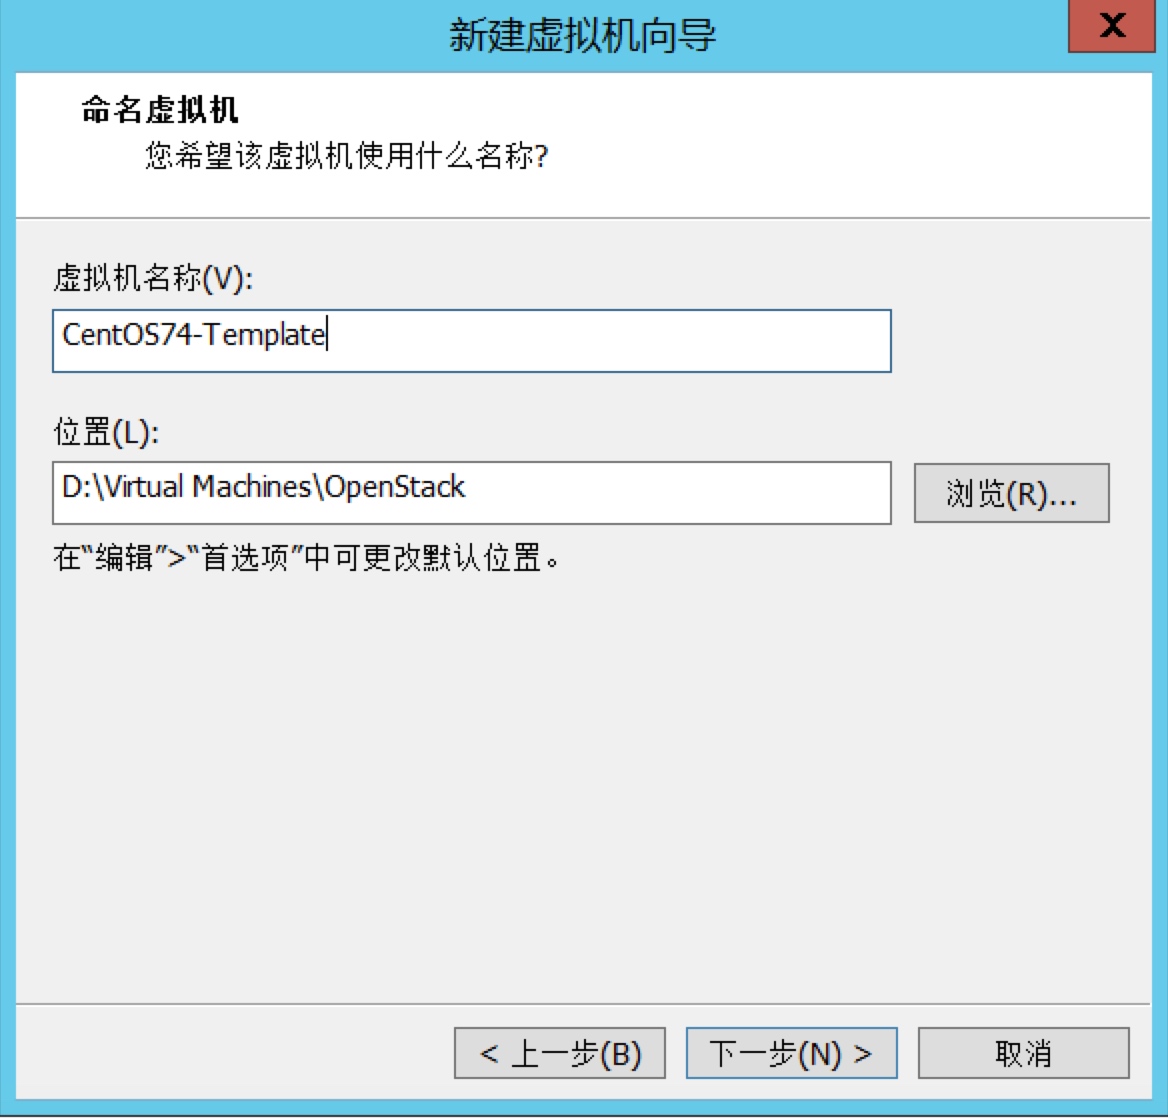 新建虚拟机向导
X
命名虚拟机
您希望该虚拟机使用什么名称?
虚拟机名称(V):
CentOS74-Template
位置(L):
D:\Virtual Machines\OpenStack
浏览(R)...
在“编辑”>“首选项”中可更改默认位置。
< 上一步(B)
下一步(N) >
取消